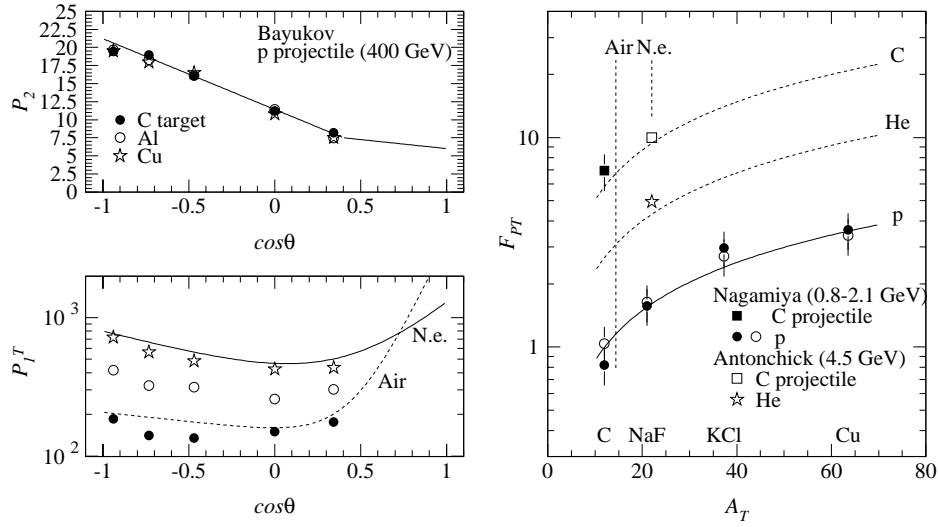 Bayukov
p projectile (400 GeV)
C target
Al
Cu
P₂
25
22.5
20
17.5
15
12.5
10
7.5
5
2.5
0
-1 -0.5 0 0.5 1
cosθ
N.e.
Air
P₁ᵀ
10³
10²
-1 -0.5 0 0.5 1
cosθ
Air N.e.
C
He
p
Nagamiya (0.8-2.1 GeV)
C projectile
p
Antonchick (4.5 GeV)
C projectile
He
C NaF KCl Cu
F_PT
10
1
0 20 40 60 80
A_T